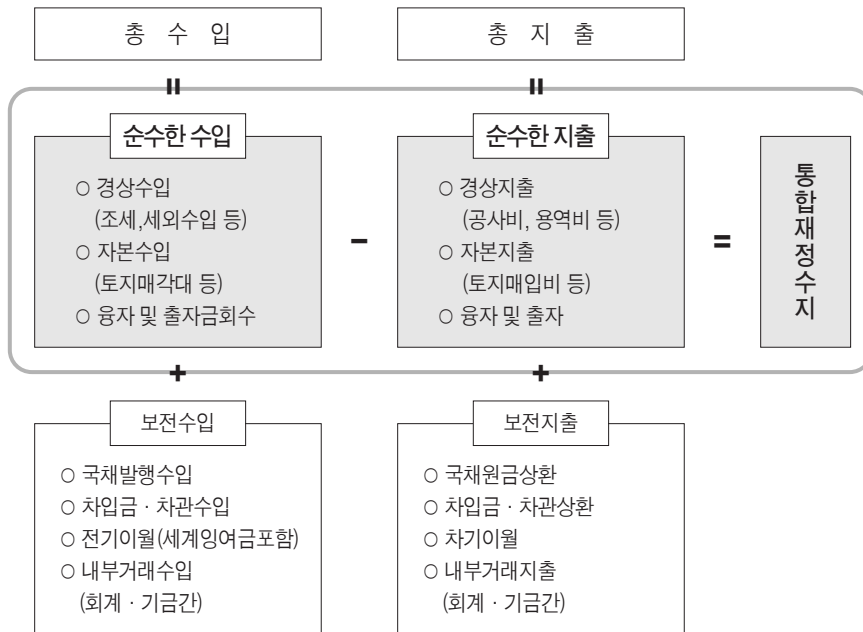 총 수 입
총 지 출
=
=
순수한 수입
○ 경상수입
(조세,세외수입 등)
○ 자본수입
(토지매각대 등)
○ 융자 및 출자금회수
-
순수한 지출
○ 경상지출
(공사비, 용역비 등)
○ 자본지출
(토지매입비 등)
○ 융자 및 출자
=
통합재정수지
+
+
보전수입
○ 국채발행수입
○ 차입금 · 차관수입
○ 전기이월(세계잉여금포함)
○ 내부거래수입
(회계 · 기금간)
보전지출
○ 국채원금상환
○ 차입금 · 차관상환
○ 차기이월
○ 내부거래지출
(회계 · 기금간)